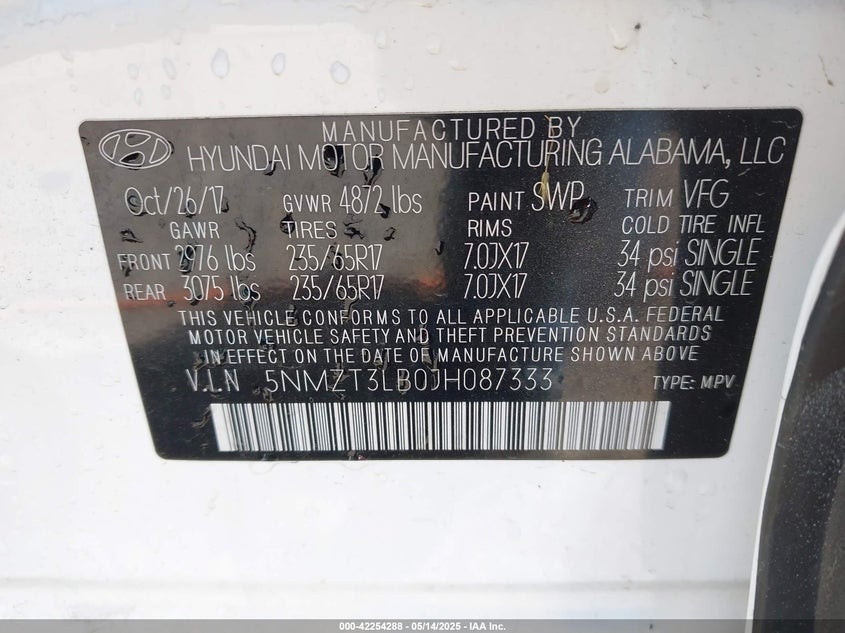 MANUFACTURED BY
HYUNDAI MOTOR MANUFACTURING ALABAMA, LLC
Oct/26/17 GVWR 4872 lbs PAINT SWP TRIM VFG
GAWR TIRES RIMS COLD TIRE INFL
FRONT 2976 lbs 235/65R17 7.0JX17 34 psi SINGLE
REAR 3075 lbs 235/65R17 7.0JX17 34 psi SINGLE
THIS VEHICLE CONFORMS TO ALL APPLICABLE U.S.A. FEDERAL
MOTOR VEHICLE SAFETY AND THEFT PREVENTION STANDARDS
IN EFFECT ON THE DATE OF MANUFACTURE SHOWN ABOVE.
V.I.N 5NMZT3LB0JH087333 TYPE: MPV
000-42254288 - 05/14/2025 - IAA Inc.